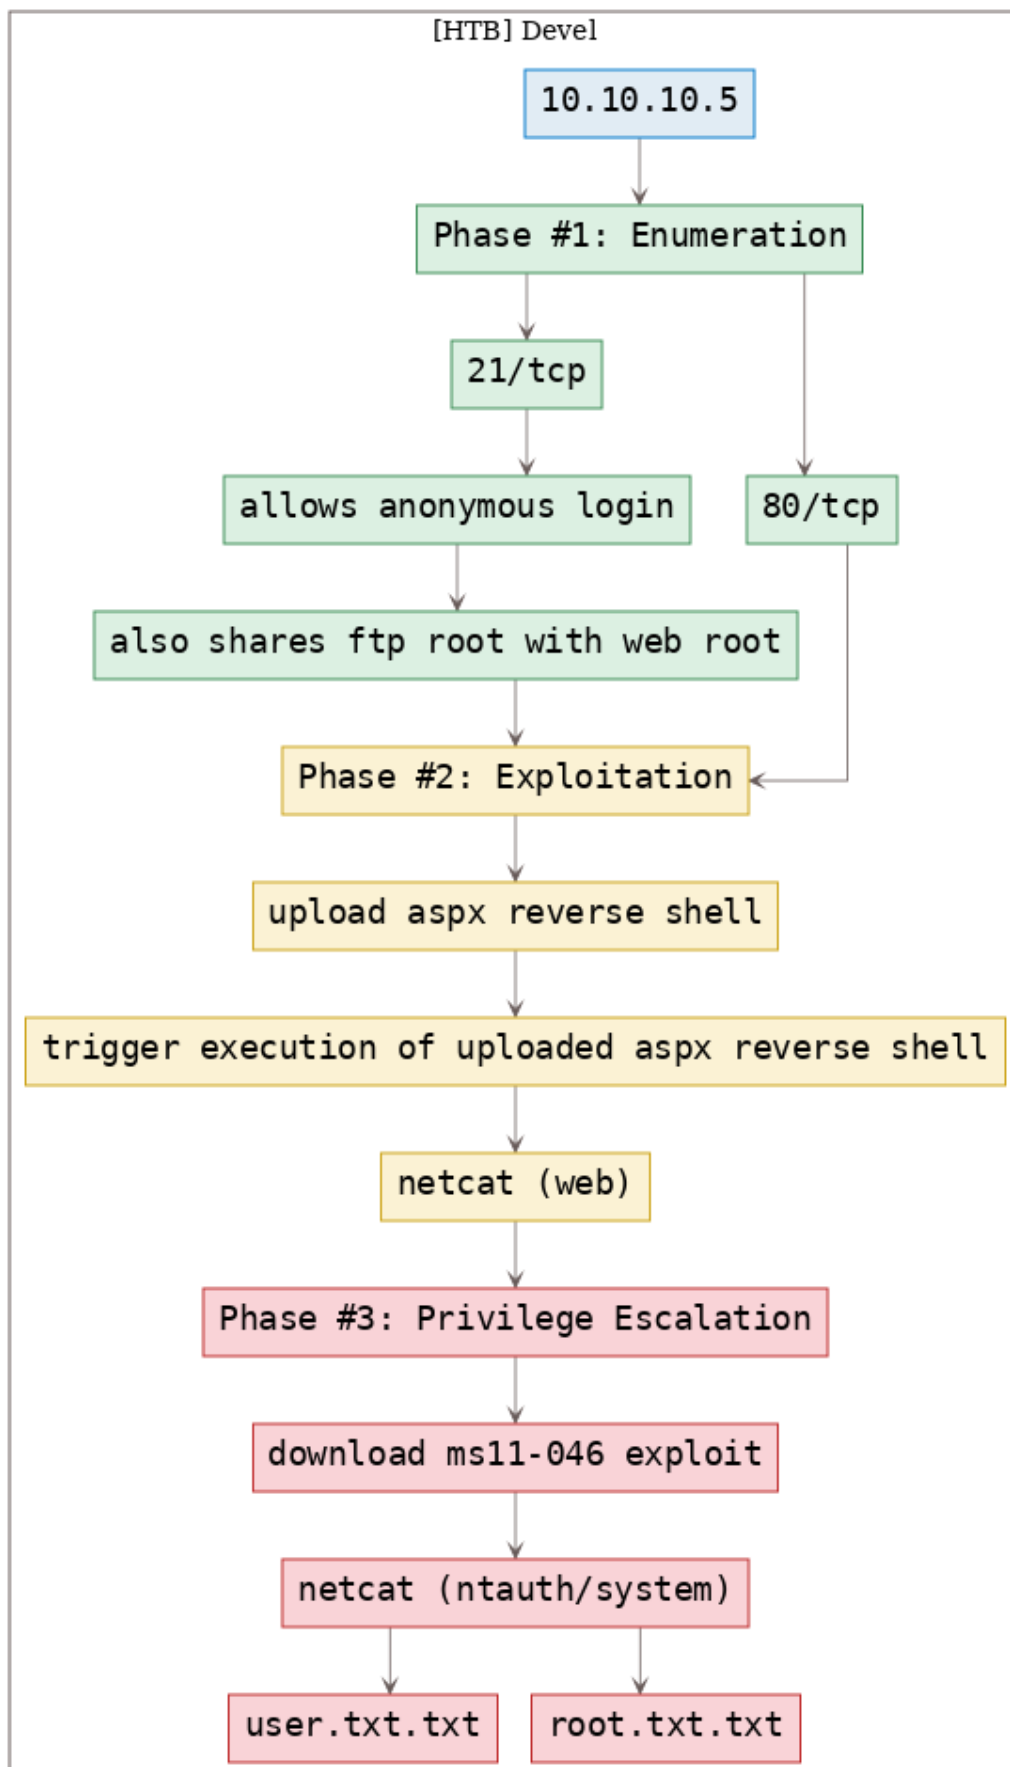 [HTB] Devel
10.10.10.5
Phase #1: Enumeration
21/tcp
allows anonymous login
80/tcp
also shares ftp root with web root
Phase #2: Exploitation
upload aspx reverse shell
trigger execution of uploaded aspx reverse shell
netcat (web)
Phase #3: Privilege Escalation
download ms11-046 exploit
netcat (ntauth/system)
user.txt.txt
root.txt.txt